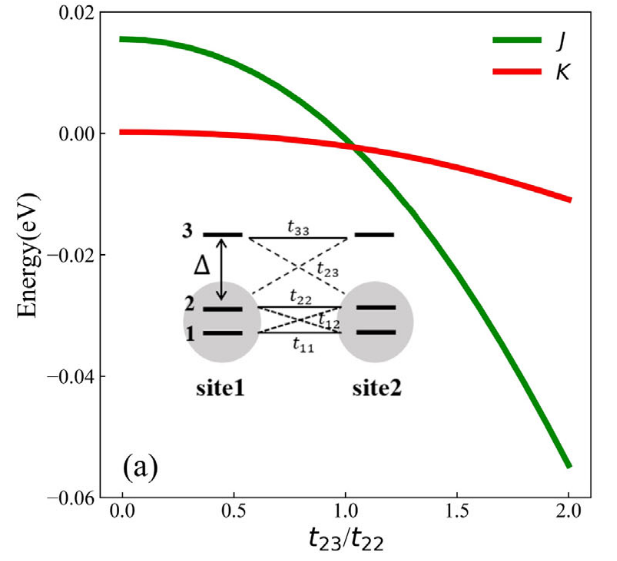 0.02
0.00
−0.02
−0.04
−0.06
Energy(eV)
J
K
3
t33
Δ
t23
2
t22
t12
1
t11
site1
site2
(a)
0.0 0.5 1.0 1.5 2.0
t23/t22